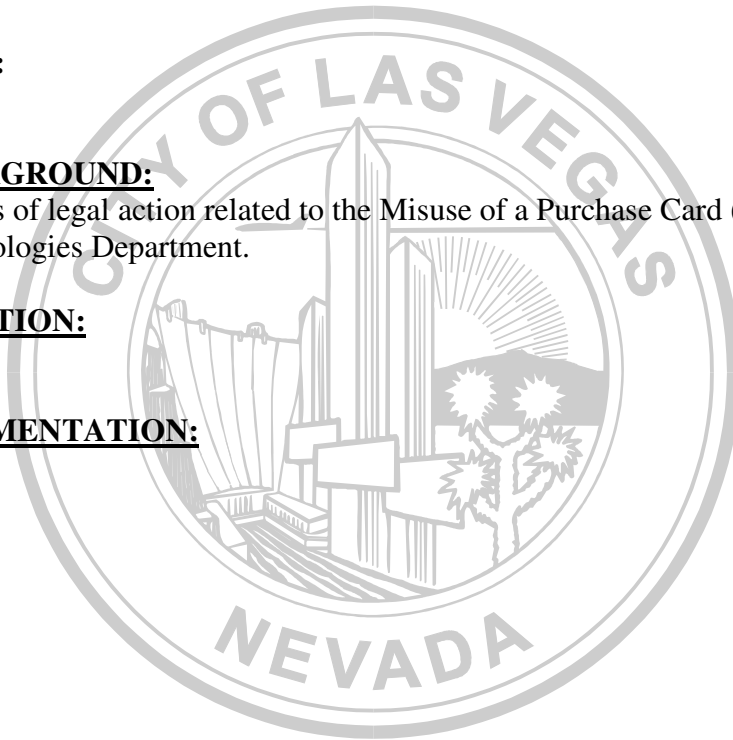 :
GROUND:
s of legal action related to the Misuse of a Purchase Card
ologies Department.
TION:
MENTATION:
CITY OF LAS VEGAS
NEVADA